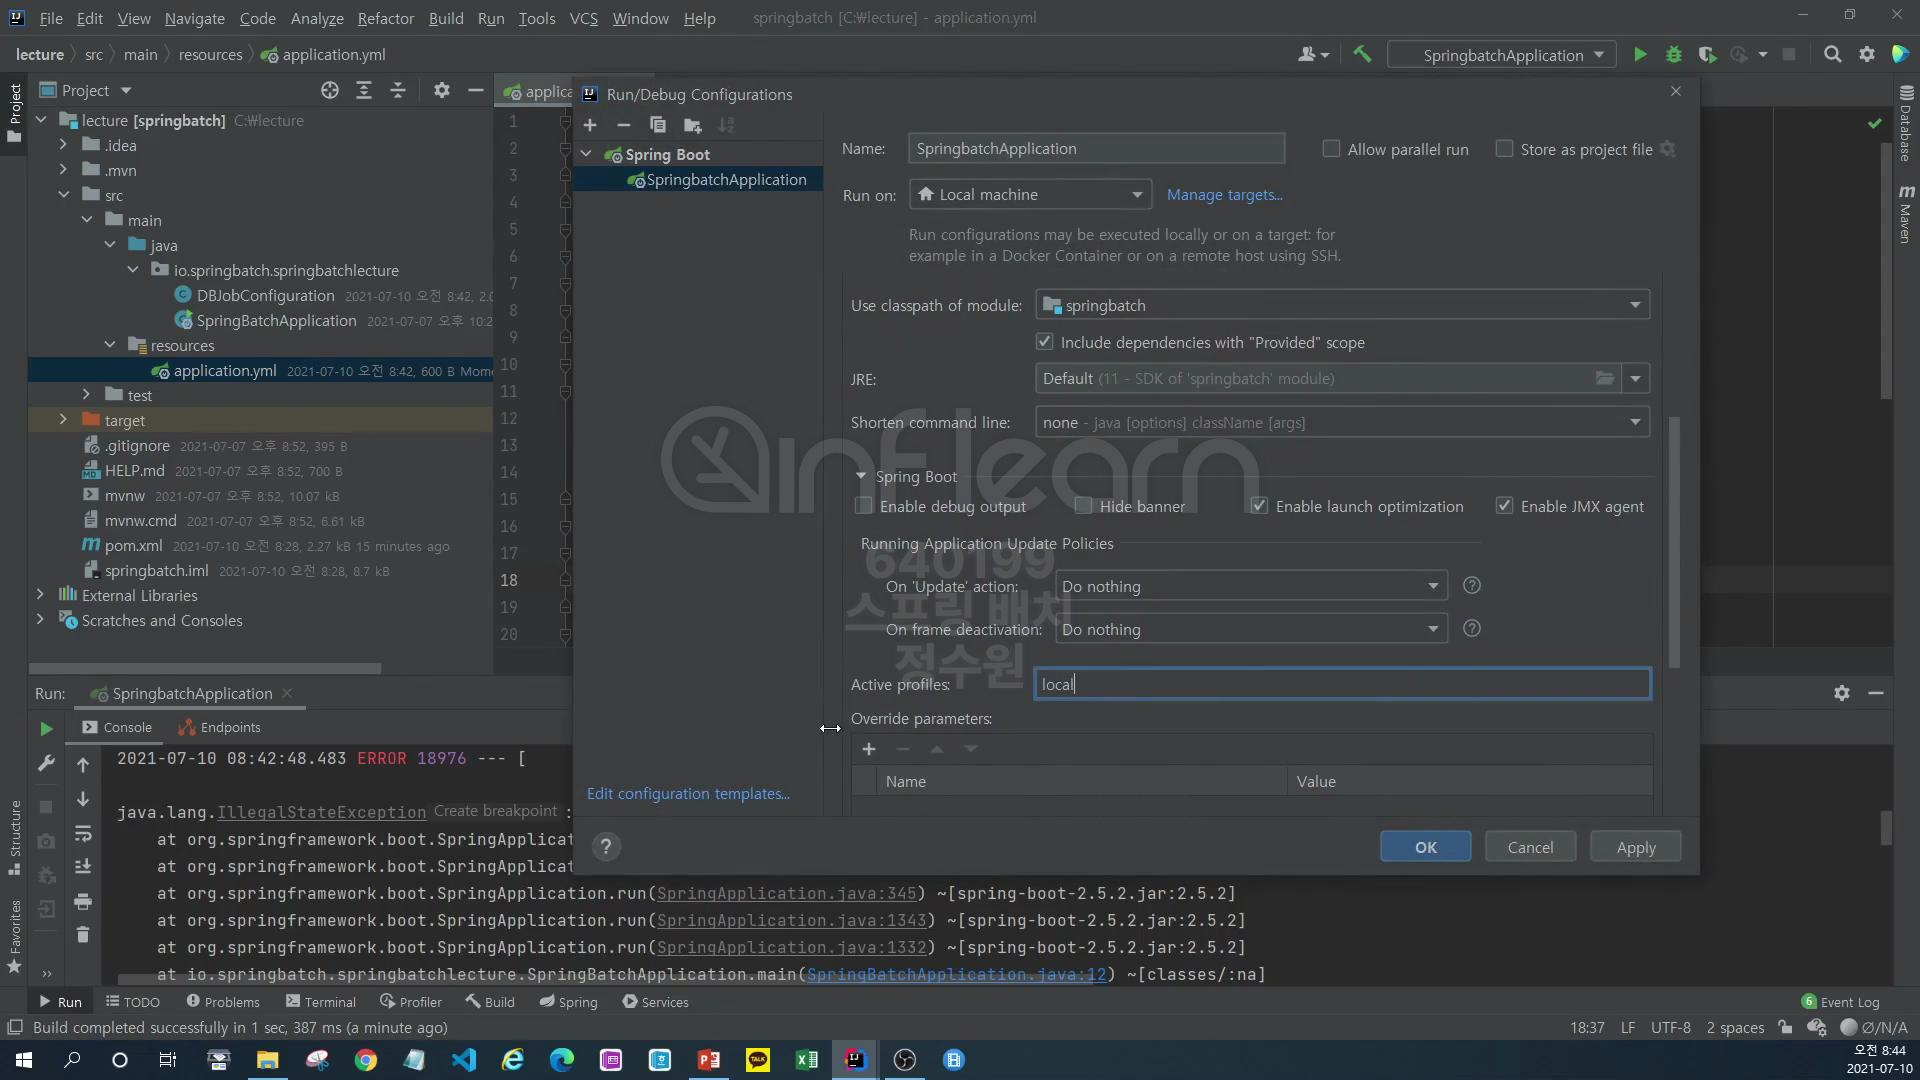 File Edit View Navigate Code Analyze Refactor Build Run Tools VCS Window Help springbatch [C:₩lecture] - application.yml
lecture src main resources application.yml SpringbatchApplication
Project
lecture [springbatch] C:₩lecture
.idea
.mvn
src
main
java
io.springbatch.springbatchlecture
DBJobConfiguration 2021-07-10 오전 8:42, 2.0
SpringBatchApplication 2021-07-07 오후 10:2
resources
application.yml 2021-07-10 오전 8:42, 600 B Mome
test
target
.gitignore 2021-07-07 오후 8:52, 395 B
HELP.md 2021-07-07 오후 8:52, 700 B
mvnw 2021-07-07 오후 8:52, 10.07 kB
mvnw.cmd 2021-07-07 오후 8:52, 6.61 kB
pom.xml 2021-07-10 오전 8:28, 2.27 kB 15 minutes ago
springbatch.iml 2021-07-10 오전 8:28, 8.7 kB
External Libraries
Scratches and Consoles
Project
Structure
Favorites
applica
1
2
3
4
5
6
7
8
9
10
11
12
13
14
15
16
17
18
19
20
Run/Debug Configurations
Spring Boot
SpringbatchApplication
Edit configuration templates...
Name: SpringbatchApplication Allow parallel run Store as project file
Run on: Local machine Manage targets...
Run configurations may be executed locally or on a target: for
example in a Docker Container or on a remote host using SSH.
Use classpath of module: springbatch
Include dependencies with "Provided" scope
JRE: Default (11 - SDK of 'springbatch' module)
Shorten command line: none - java [options] className [args]
Spring Boot
Enable debug output Hide banner Enable launch optimization Enable JMX agent
Running Application Update Policies
On 'Update' action: Do nothing
On frame deactivation: Do nothing
Active profiles: local
Override parameters:
Name Value
OK Cancel Apply
inflearn
640199
스프링 배치
정수원
Database
Maven
Run: SpringbatchApplication
Console Endpoints
2021-07-10 08:42:48.483 ERROR 18976 --- [
java.lang.IllegalStateException Create breakpoint :
at org.springframework.boot.SpringApplicat
at org.springframework.boot.SpringApplicat
at org.springframework.boot.SpringApplication.run(SpringApplication.java:345) ~[spring-boot-2.5.2.jar:2.5.2]
at org.springframework.boot.SpringApplication.run(SpringApplication.java:1343) ~[spring-boot-2.5.2.jar:2.5.2]
at org.springframework.boot.SpringApplication.run(SpringApplication.java:1332) ~[spring-boot-2.5.2.jar:2.5.2]
at io.springbatch.springbatchlecture.SpringBatchApplication.main(SpringBatchApplication.java:12) ~[classes/:na]
Run TODO Problems Terminal Profiler Build Spring Services 6 Event Log
Build completed successfully in 1 sec, 387 ms (a minute ago) 18:37 LF UTF-8 2 spaces Ø/N/A
오전 8:44
2021-07-10